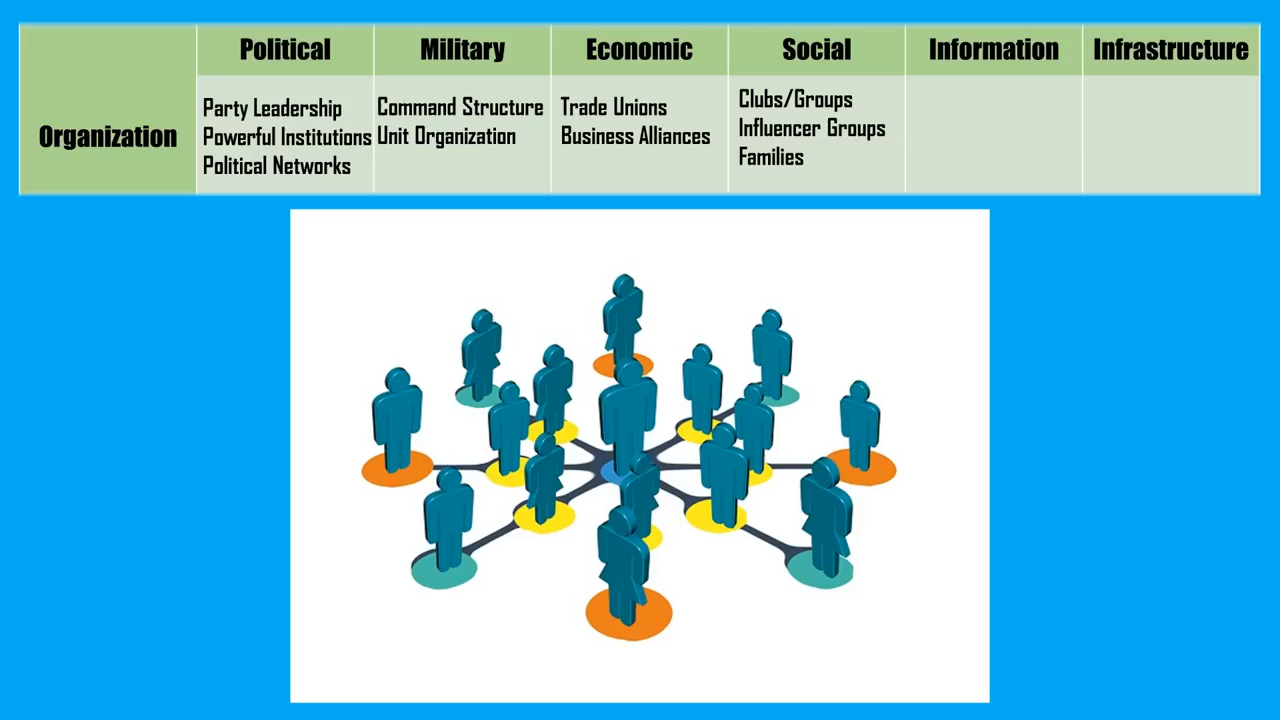 Political Military Economic Social Information Infrastructure
Organization
Party Leadership
Powerful Institutions
Political Networks
Command Structure
Unit Organization
Trade Unions
Business Alliances
Clubs/Groups
Influencer Groups
Families